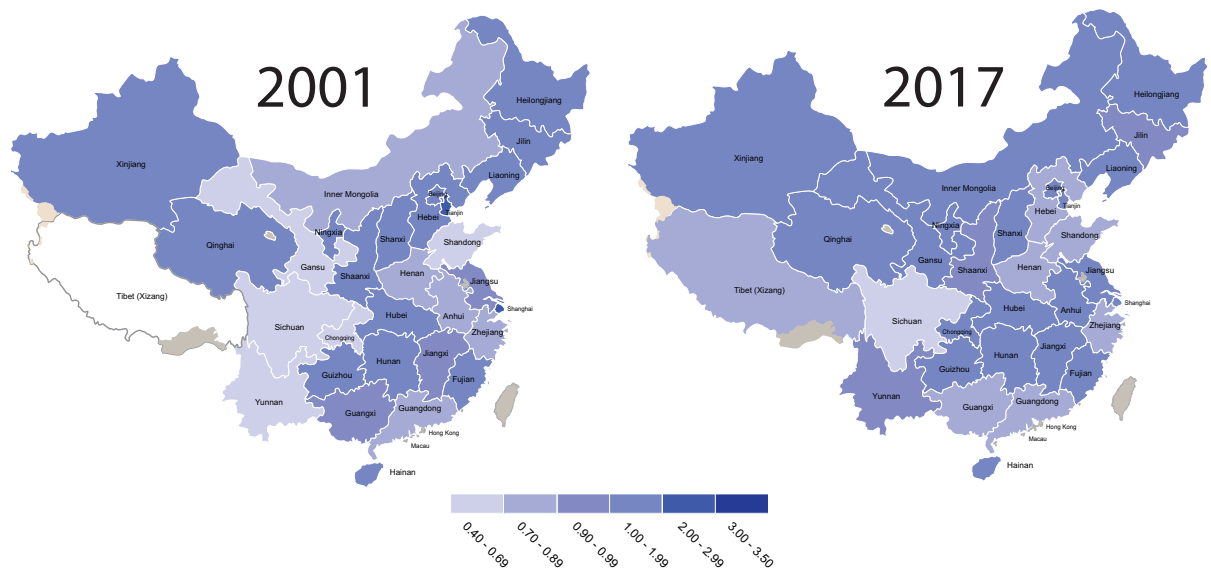 2001
Heilongjiang
Jilin
Xinjiang
Liaoning
Inner Mongolia
Beijing
Tianjin
Hebei
Ningxia
Shanxi
Qinghai
Shandong
Gansu
Henan
Shaanxi
Jiangsu
Tibet (Xizang)
Shanghai
Hubei
Anhui
Sichuan
Zhejiang
Chongqing
Jiangxi
Hunan
Guizhou
Fujian
Yunnan
Guangdong
Guangxi
Hong Kong
Macau
Hainan
2017
Heilongjiang
Jilin
Xinjiang
Liaoning
Inner Mongolia
Beijing
Tianjin
Hebei
Ningxia
Shanxi
Shandong
Qinghai
Gansu
Henan
Shaanxi
Jiangsu
Tibet (Xizang)
Shanghai
Hubei
Anhui
Sichuan
Zhejiang
Chongqing
Jiangxi
Hunan
Guizhou
Fujian
Yunnan
Guangdong
Guangxi
Hong Kong
Macau
Hainan
0.40 - 0.69
0.70 - 0.89
0.90 - 0.99
1.00 - 1.99
2.00 - 2.99
3.00 - 3.50